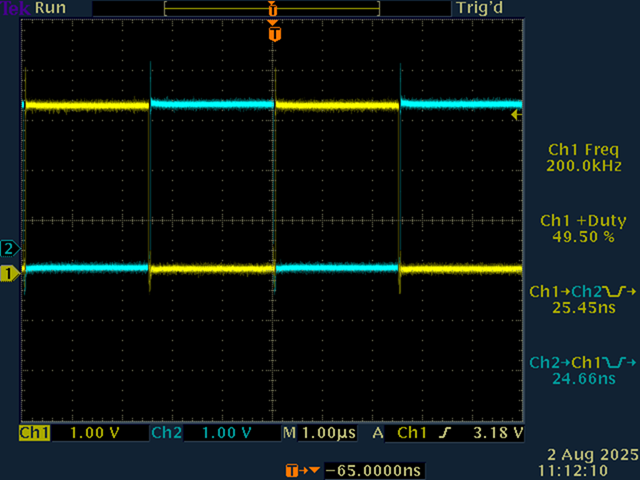 Tek Run Trig'd
T
T
Ch1 Freq
200.0kHz
Ch1 +Duty
49.50 %
2
1
Ch1→Ch2
25.45ns
Ch2→Ch1
24.66ns
Ch1 1.00 V Ch2 1.00 V M 1.00µs A Ch1 3.18 V
T→▼ -65.0000ns
2 Aug 2025
11:12:10